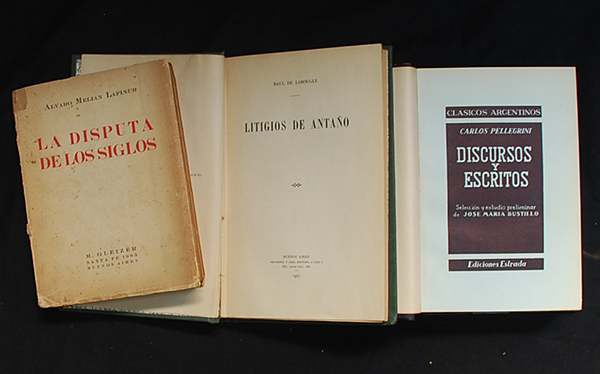 ALVARO MELIAN LAFINUR
LA DISPUTA
DE LOS SIGLOS
M. GLEIZER
SANTA FE 1983
BUENOS AIRES
RAUL DE LABOUGLE
LITIGIOS DE ANTAÑO
BUENOS AIRES
CLASICOS ARGENTINOS
CARLOS PELLEGRINI
DISCURSOS
Y
ESCRITOS
Selección y estudio preliminar
de JOSE MARIA BUSTILLO
Ediciones Estrada